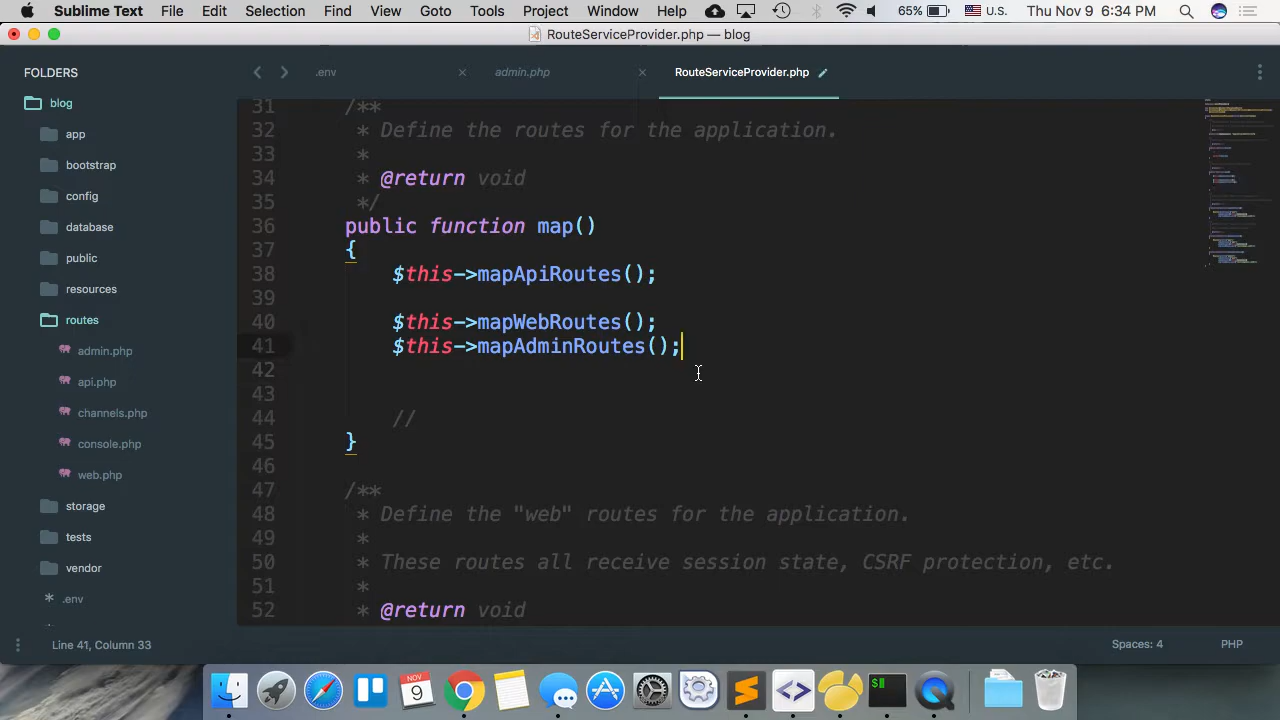 Sublime Text File Edit Selection Find View Goto Tools Project Window Help 65% U.S. Thu Nov 9 6:34 PM
RouteServiceProvider.php — blog
FOLDERS
blog
app
bootstrap
config
database
public
resources
routes
admin.php
api.php
channels.php
console.php
web.php
storage
tests
vendor
.env
.env
admin.php
RouteServiceProvider.php
31 /**
32 * Define the routes for the application.
33 *
34 * @return void
35 */
36 public function map()
37 {
38 $this->mapApiRoutes();
39
40 $this->mapWebRoutes();
41 $this->mapAdminRoutes();
42
43
44 //
45 }
46
47 /**
48 * Define the "web" routes for the application.
49 *
50 * These routes all receive session state, CSRF protection, etc.
51 *
52 * @return void
Line 41, Column 33
Spaces: 4
PHP
NOV
9